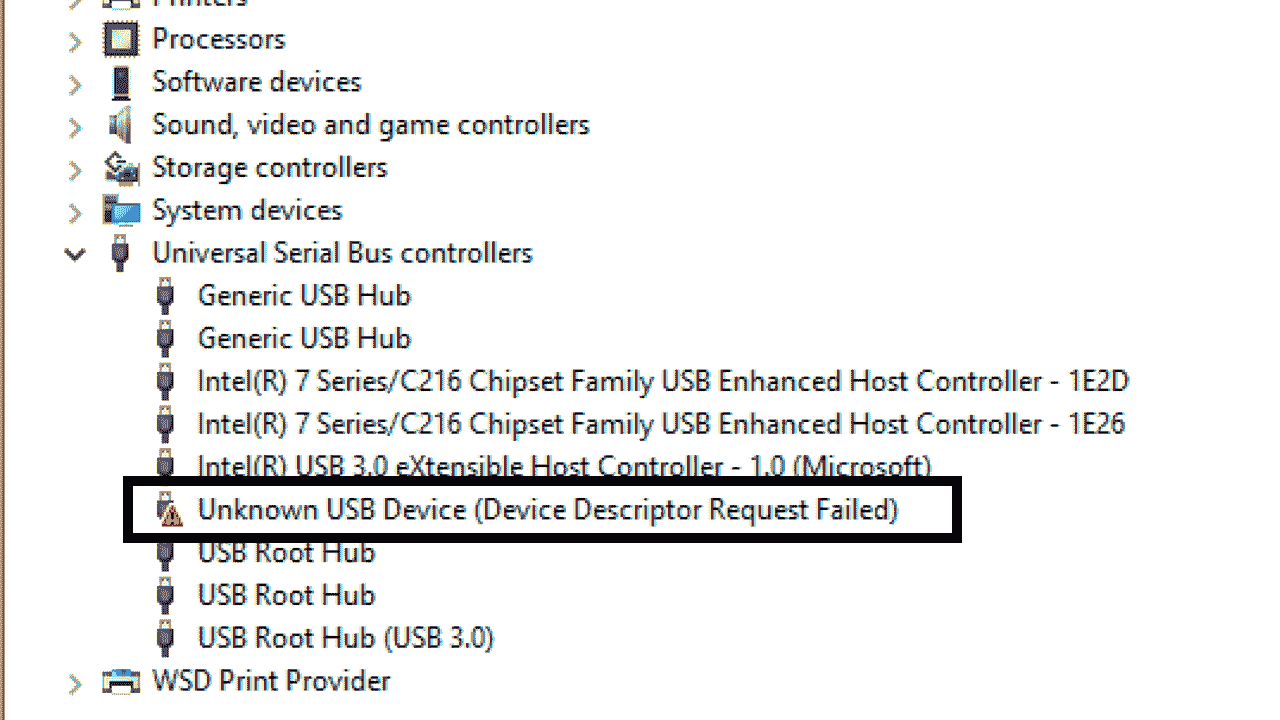 Printers
Processors
Software devices
Sound, video and game controllers
Storage controllers
System devices
Universal Serial Bus controllers
Generic USB Hub
Generic USB Hub
Intel(R) 7 Series/C216 Chipset Family USB Enhanced Host Controller - 1E2D
Intel(R) 7 Series/C216 Chipset Family USB Enhanced Host Controller - 1E26
Intel(R) USB 3.0 eXtensible Host Controller - 1.0 (Microsoft)
Unknown USB Device (Device Descriptor Request Failed)
USB Root Hub
USB Root Hub
USB Root Hub (USB 3.0)
WSD Print Provider